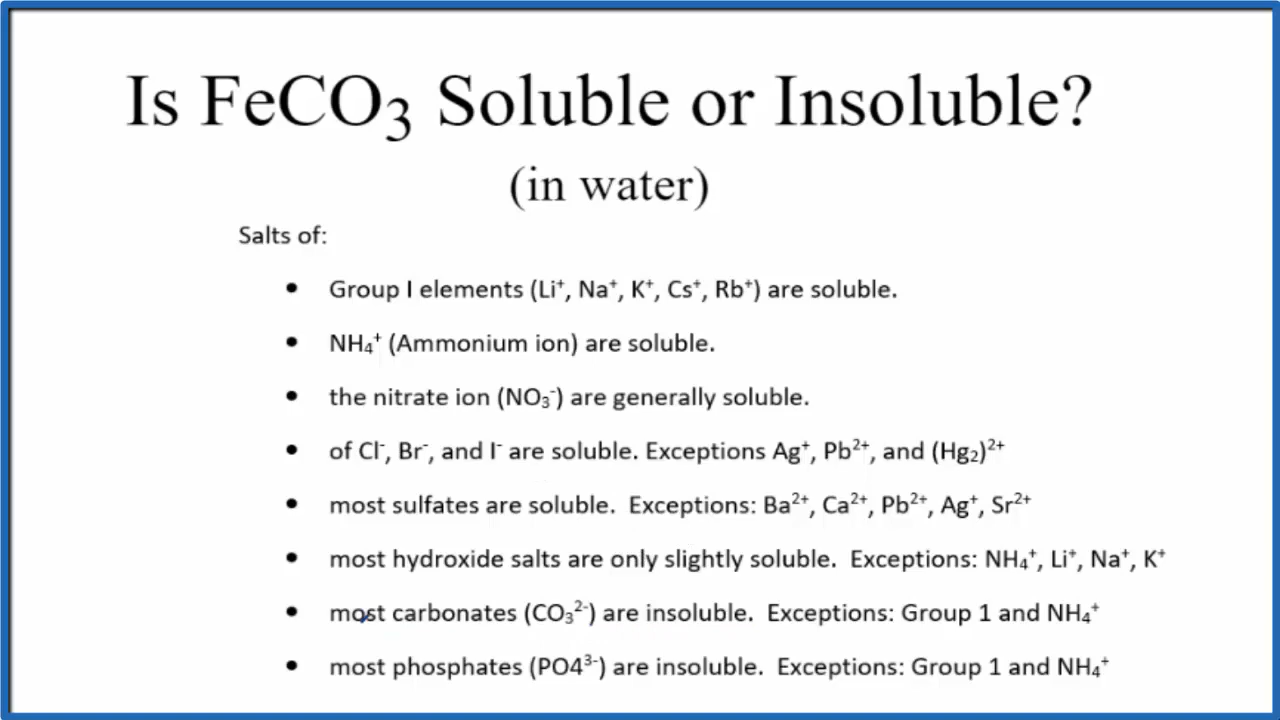 Is FeCO₃ Soluble or Insoluble?
(in water)
Salts of:
• Group I elements (Li⁺, Na⁺, K⁺, Cs⁺, Rb⁺) are soluble.
• NH₄⁺ (Ammonium ion) are soluble.
• the nitrate ion (NO₃⁻) are generally soluble.
• of Cl⁻, Br⁻, and I⁻ are soluble. Exceptions Ag⁺, Pb²⁺, and (Hg₂)²⁺
• most sulfates are soluble. Exceptions: Ba²⁺, Ca²⁺, Pb²⁺, Ag⁺, Sr²⁺
• most hydroxide salts are only slightly soluble. Exceptions: NH₄⁺, Li⁺, Na⁺, K⁺
• most carbonates (CO₃²⁻) are insoluble. Exceptions: Group 1 and NH₄⁺
• most phosphates (PO4³⁻) are insoluble. Exceptions: Group 1 and NH₄⁺